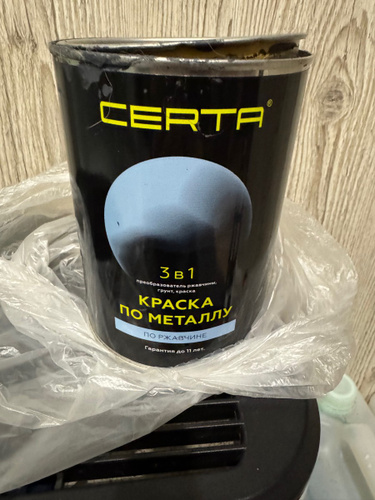 CERTA®
3 в 1
преобразователь ржавчины,
грунт, краска
КРАСКА
ПО МЕТАЛЛУ
ПО РЖАВЧИНЕ
Гарантия до 11 лет.